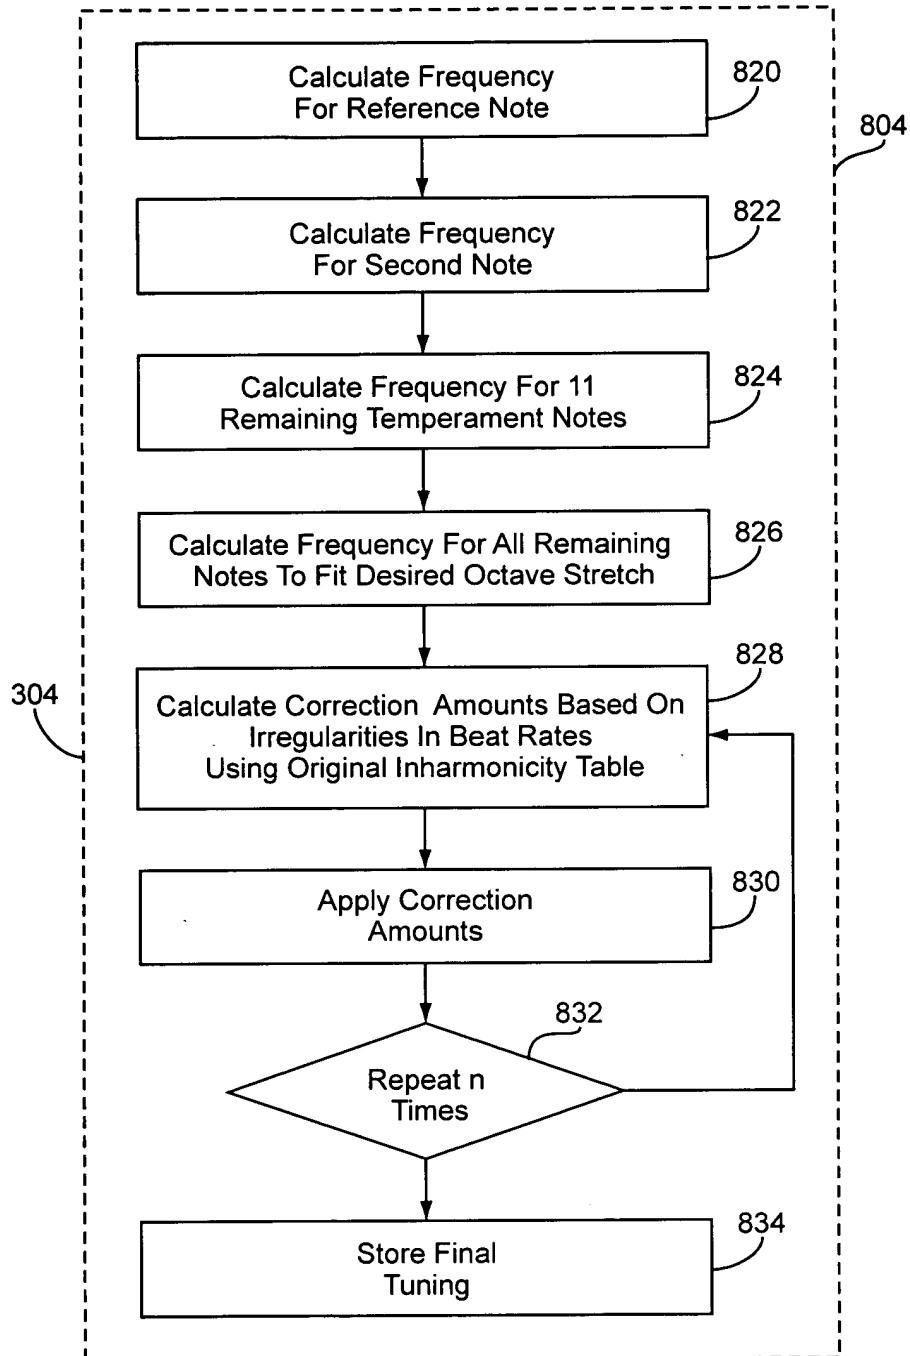 Calculate Frequency
For Reference Note
820
804
Calculate Frequency
For Second Note
822
Calculate Frequency For 11
Remaining Temperament Notes
824
Calculate Frequency For All Remaining
Notes To Fit Desired Octave Stretch
826
304
Calculate Correction Amounts Based On
Irregularities In Beat Rates
Using Original Inharmonicity Table
828
Apply Correction
Amounts
830
Repeat n
Times
832
Store Final
Tuning
834